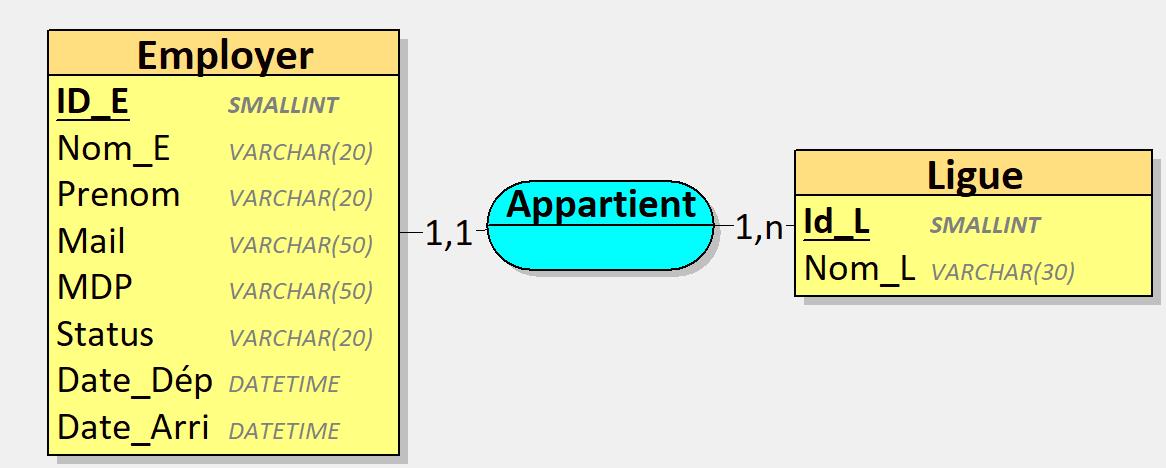 Employer
ID_E SMALLINT
Nom_E VARCHAR(20)
Prenom VARCHAR(20)
Mail VARCHAR(50)
MDP VARCHAR(50)
Status VARCHAR(20)
Date_Dép DATETIME
Date_Arri DATETIME
1,1
Appartient
1,n
Ligue
Id_L SMALLINT
Nom_L VARCHAR(30)